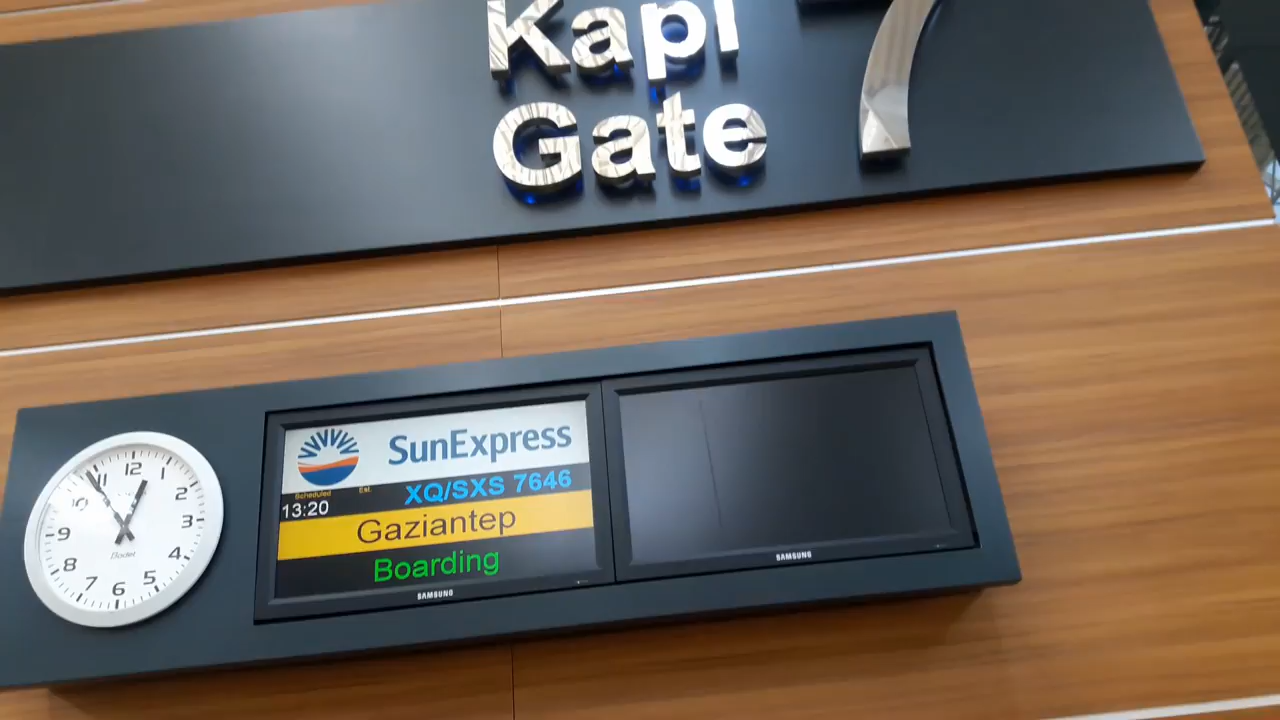 Kapı
Gate
7
12
1
2
3
4
5
6
7
8
9
10
11
Bodet
SunExpress
Scheduled
Est.
XQ/SXS 7646
13:20
Gaziantep
Boarding
SAMSUNG
SAMSUNG